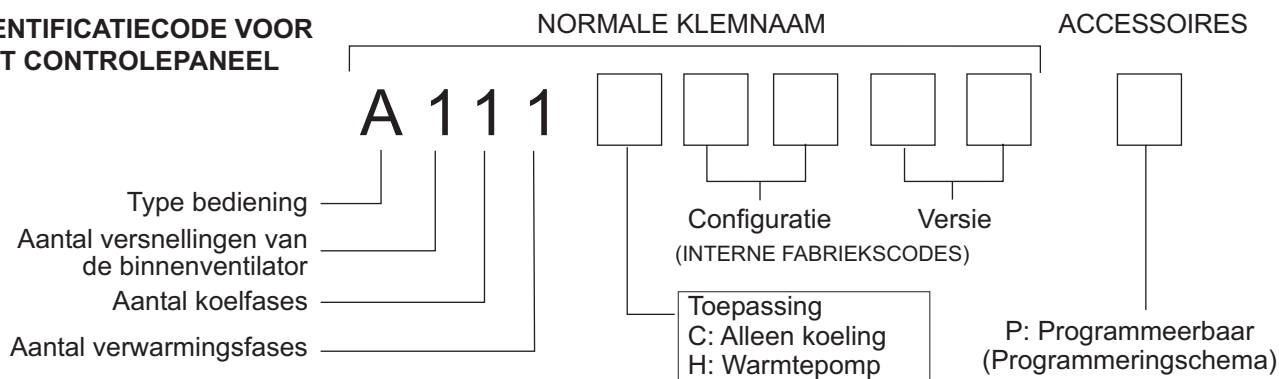 ENTIFICATIECODE VOOR
T CONTROLEPANEEL
NORMALE KLEMNAAM
ACCESSOIRES
A 1 1 1
Type bediening
Aantal versnellingen van
de binnenventilator
Aantal koelfases
Aantal verwarmingsfases
Configuratie
Versie
(INTERNE FABRIEKSCODES)
Toepassing
C: Alleen koeling
H: Warmtepomp
P: Programmeerbaar
(Programmeringschema)